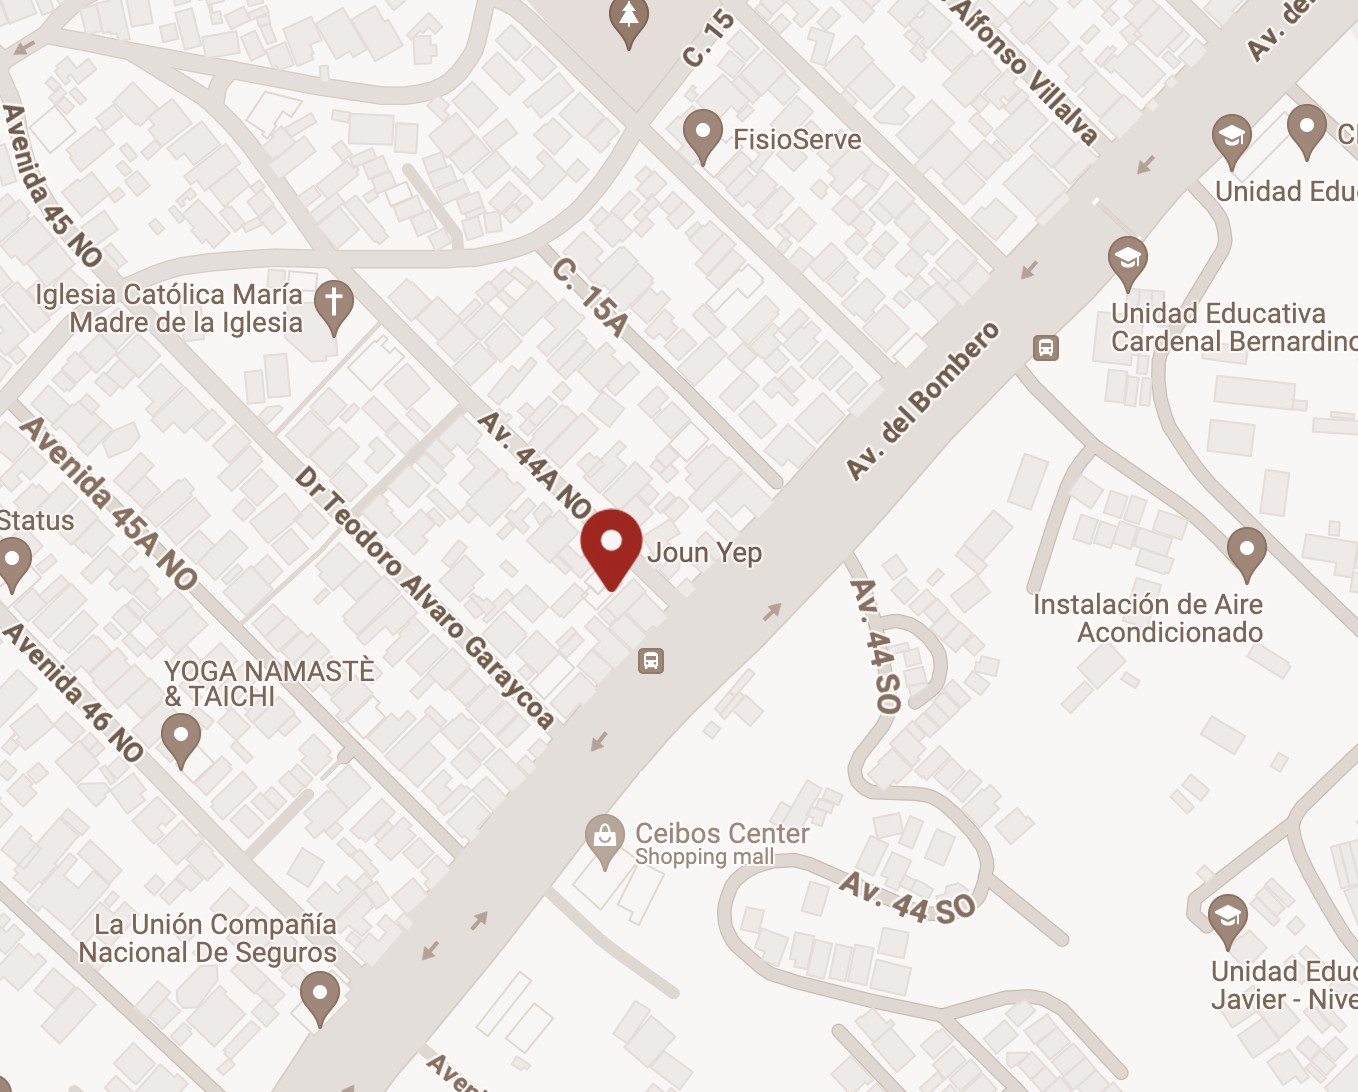 C. 15
Alfonso Villalva
Av. del
FisioServe
Unidad Edu
Avenida 45 NO
Unidad Educativa
Cardenal Bernardino
Iglesia Católica María
Madre de la Iglesia
C. 15A
Av. del Bombero
Avenida 45A NO
Av. 44A NO
Dr Teodoro Alvaro Garaycoa
Status
Joun Yep
Instalación de Aire
Acondicionado
Av. 44 SO
Avenida 46 NO
YOGA NAMASTÈ
& TAICHI
Ceibos Center
Shopping mall
Av. 44 SO
La Unión Compañía
Nacional De Seguros
Unidad Educ
Javier - Nive
Aven